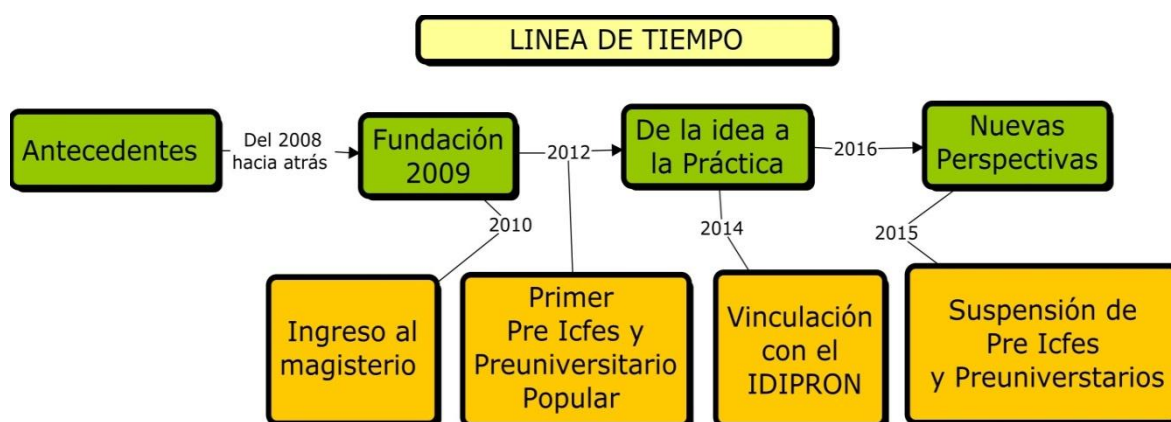 LINEA DE TIEMPO
Antecedentes
Del 2008
hacia atrás
Fundación
2009
2012
De la idea a
la Práctica
2016
Nuevas
Perspectivas
2010
2014
2015
Ingreso al
magisterio
Primer
Pre Icfes y
Preuniversitario
Popular
Vinculación
con el
IDIPRON
Suspensión de
Pre Icfes
y Preuniverstarios